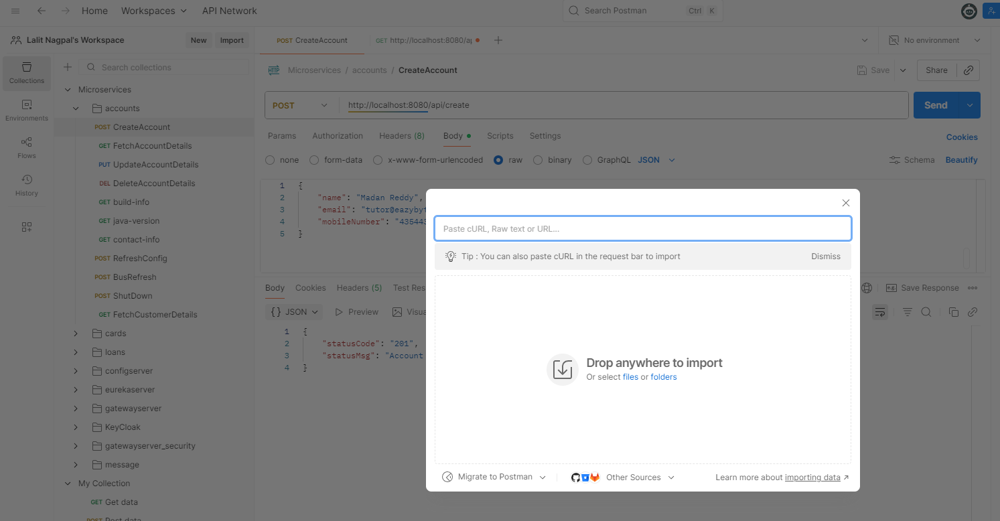 Home Workspaces API Network Search Postman Ctrl K
Lalit Nagpal's Workspace New Import POST CreateAccount GET http://localhost:8080/a No environment
Search collections
Collections
Environments
Flows
History
Microservices
accounts
POST CreateAccount
GET FetchAccountDetails
PUT UpdateAccountDetails
DEL DeleteAccountDetails
GET build-info
GET java-version
GET contact-info
POST RefreshConfig
POST BusRefresh
POST ShutDown
GET FetchCustomerDetails
cards
loans
configserver
eurekaserver
gatewayserver
KeyCloak
gatewayserver_security
message
My Collection
GET Get data
POST Post data
HTTP Microservices / accounts / CreateAccount Save Share
POST http://localhost:8080/api/create Send
Params Authorization Headers (8) Body Scripts Settings Cookies
none form-data x-www-form-urlencoded raw binary GraphQL JSON Schema Beautify
1 {
2 "name": "Madan Reddy",
3 "email": "tutor@eazyby
4 "mobileNumber": "435443
5 }
Body Cookies Headers (5) Test Res Save Response
{} JSON Preview Visua
1 {
2 "statusCode": "201",
3 "statusMsg": "Account
4 }
Paste cURL, Raw text or URL...
Tip : You can also paste cURL in the request bar to import Dismiss
Drop anywhere to import
Or select files or folders
Migrate to Postman Other Sources Learn more about importing data